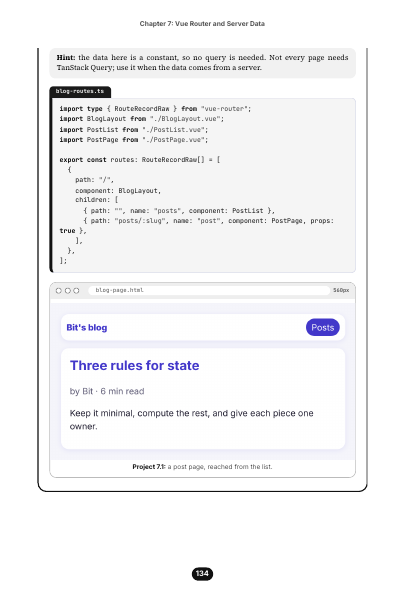 Chapter 7: Vue Router and Server Data
Hint: the data here is a constant, so no query is needed. Not every page needs
TanStack Query; use it when the data comes from a server.
blog-routes.ts
import type { RouteRecordRaw } from "vue-router";
import BlogLayout from "./BlogLayout.vue";
import PostList from "./PostList.vue";
import PostPage from "./PostPage.vue";
export const routes: RouteRecordRaw[] = [
  {
    path: "/",
    component: BlogLayout,
    children: [
      { path: "", name: "posts", component: PostList },
      { path: "posts/:slug", name: "post", component: PostPage, props:
true },
    ],
  },
];
blog-page.html
560px
Bit's blog
Posts
Three rules for state
by Bit · 6 min read
Keep it minimal, compute the rest, and give each piece one
owner.
Project 7.1: a post page, reached from the list.
134